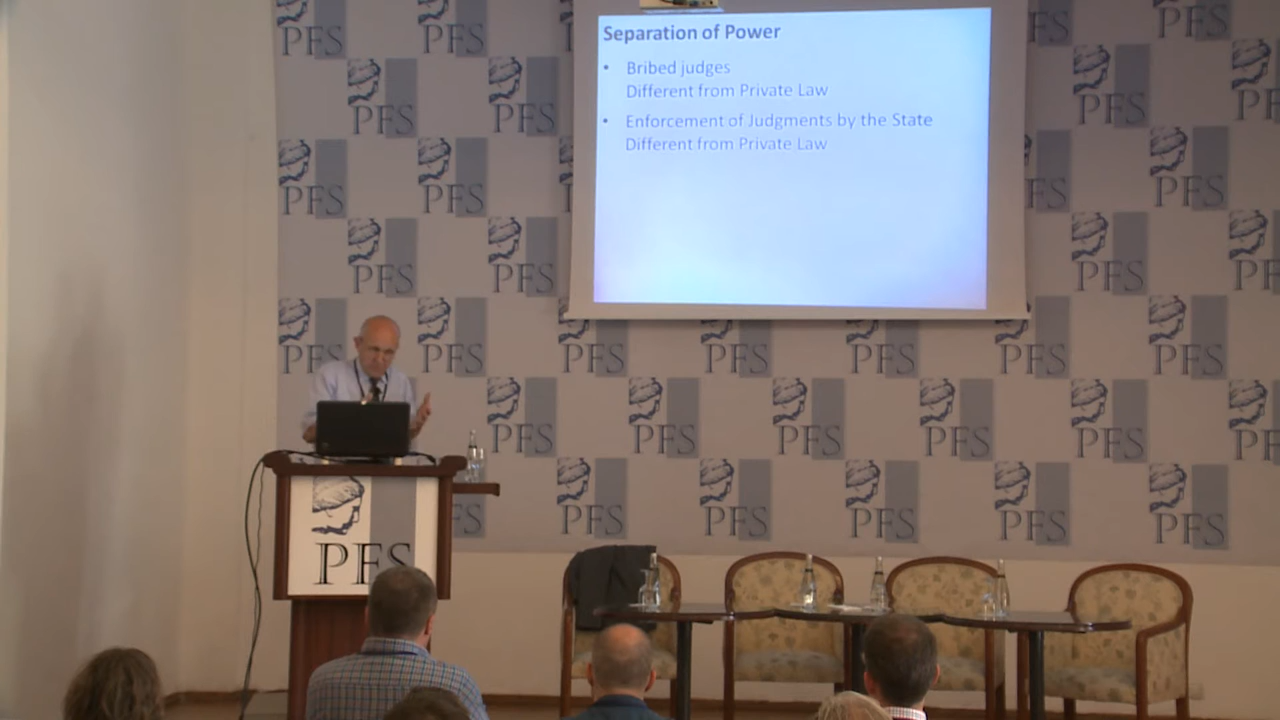 Separation of Power
• Bribed judges
Different from Private Law
• Enforcement of Judgments by the State
Different from Private Law
PFS